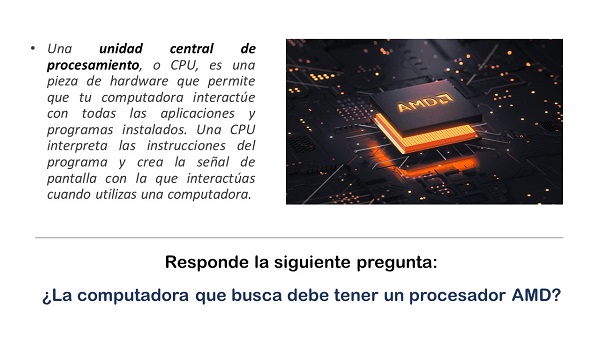 • Una unidad central de
procesamiento, o CPU, es una
pieza de hardware que permite
que tu computadora interactúe
con todas las aplicaciones y
programas instalados. Una CPU
interpreta las instrucciones del
programa y crea la señal de
pantalla con la que interactúas
cuando utilizas una computadora.
AMD
Responde la siguiente pregunta:
¿La computadora que busca debe tener un procesador AMD?